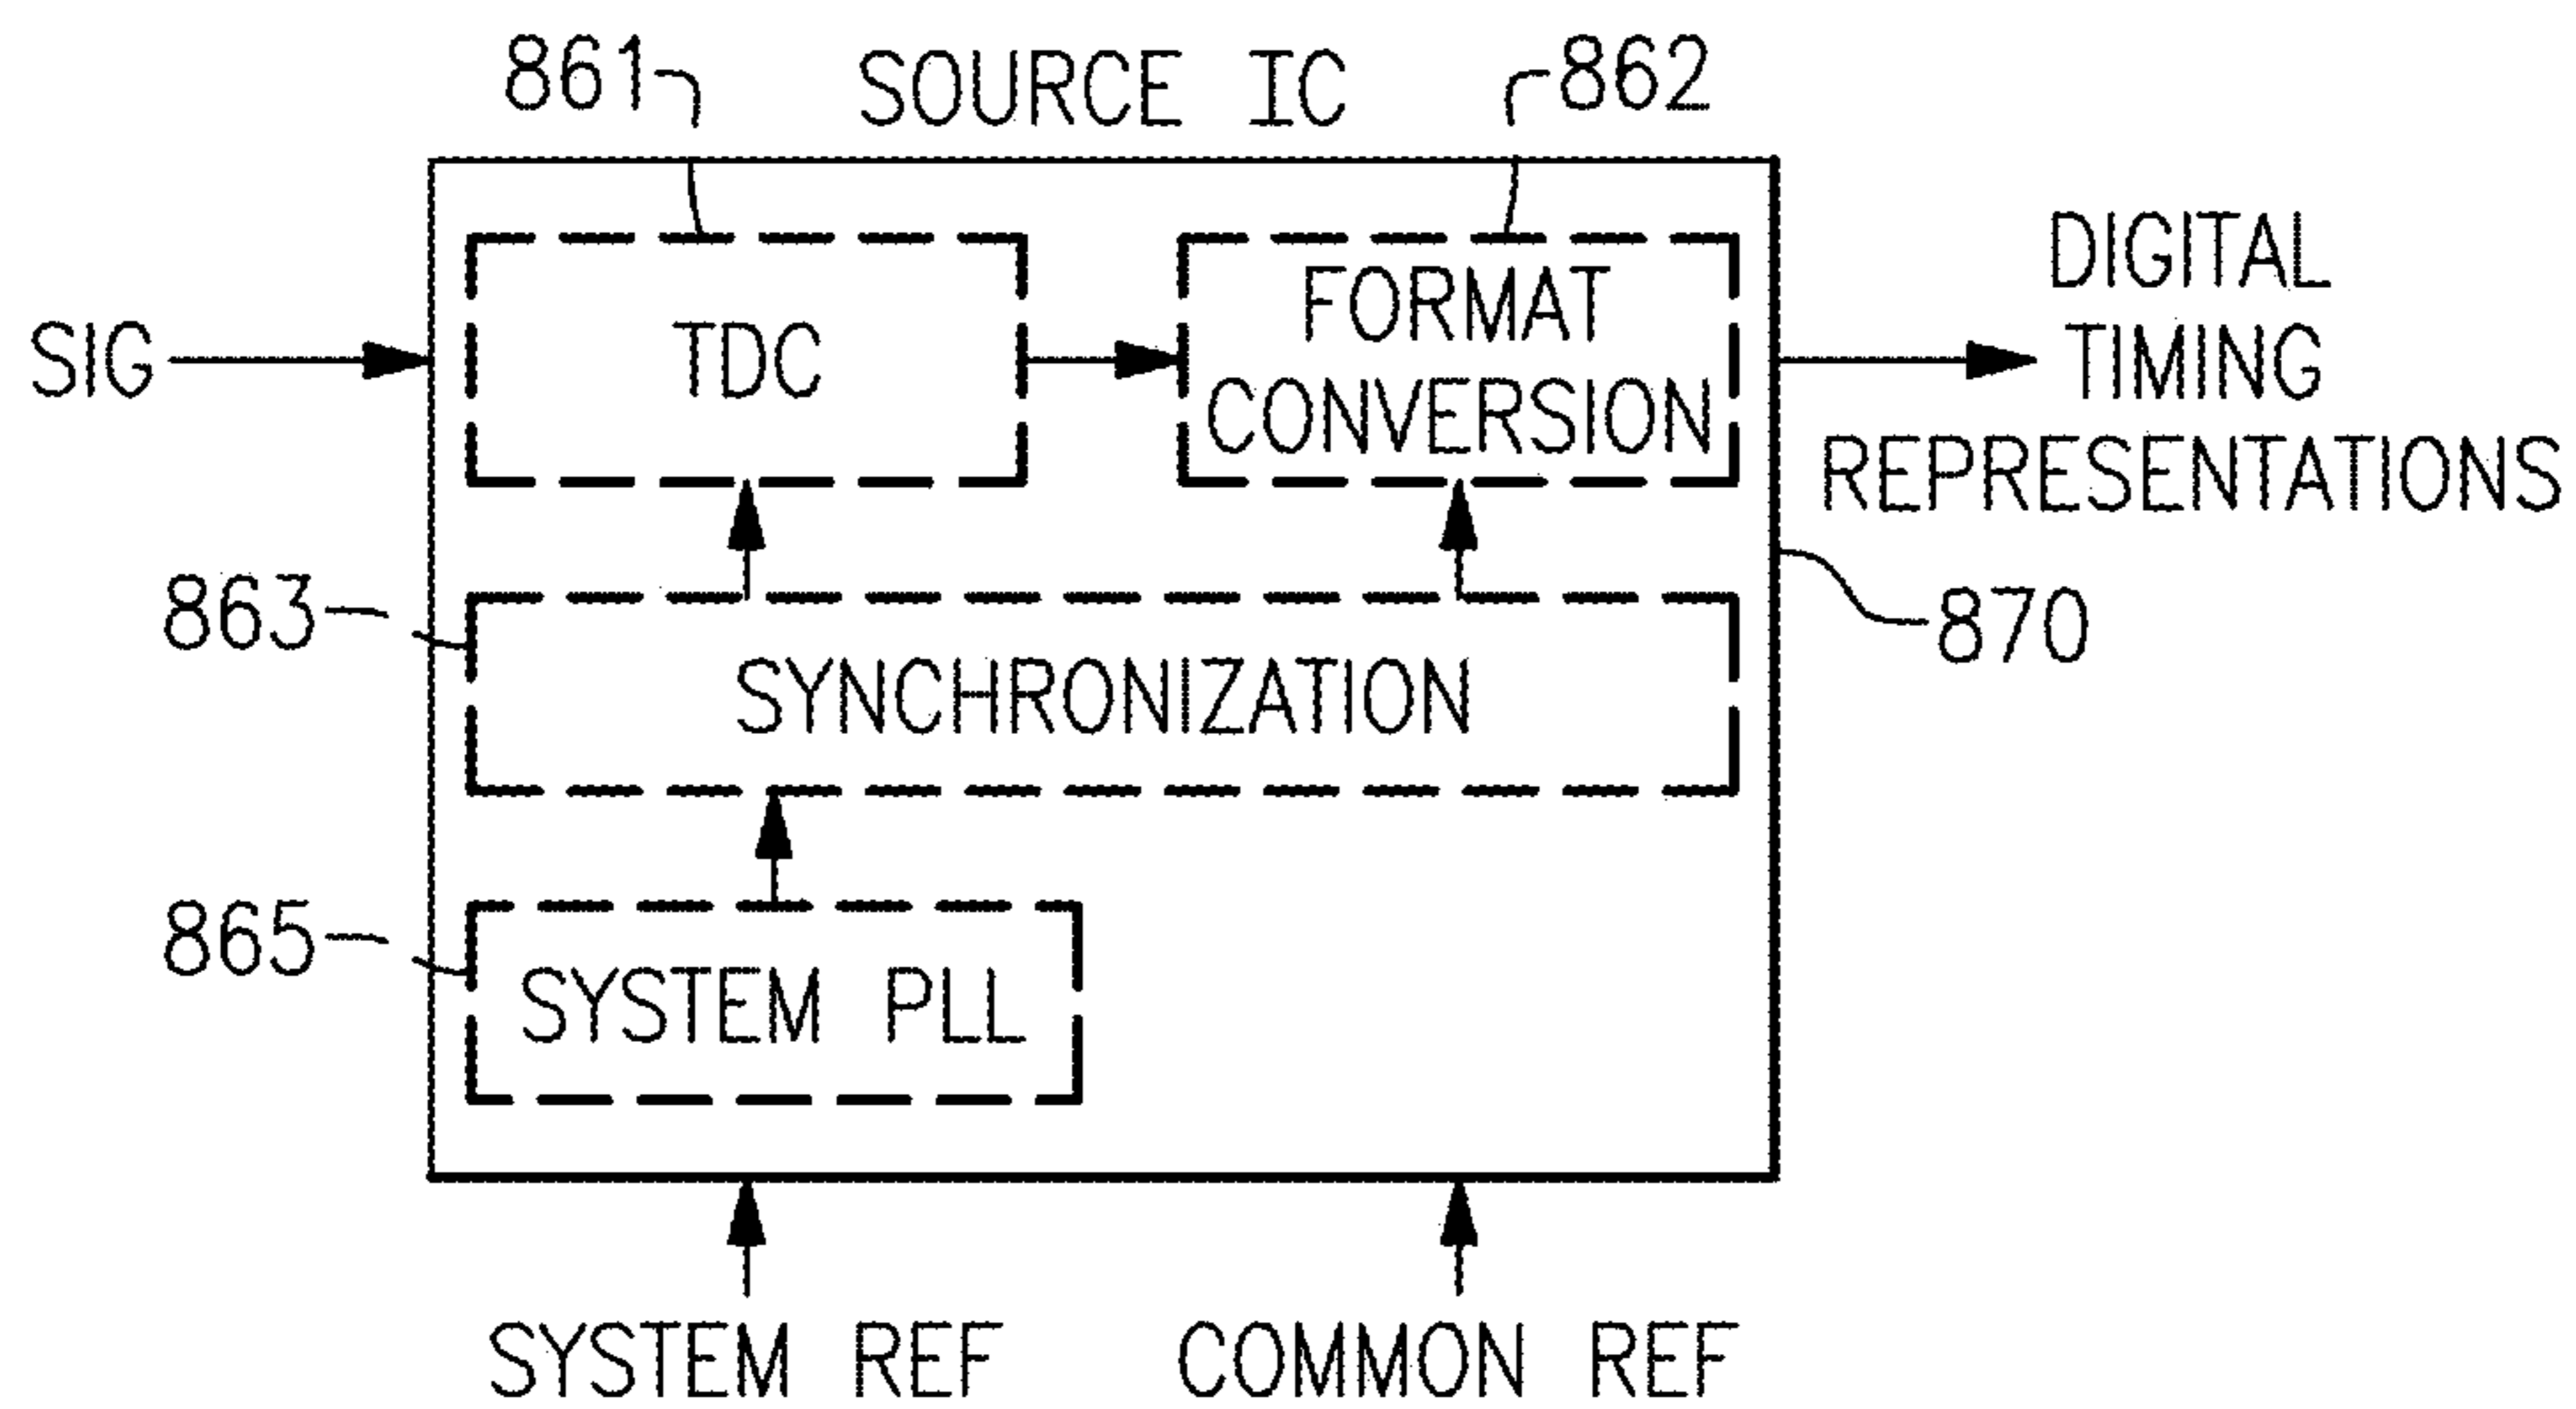 861
SOURCE IC
862
SIG
TDC
FORMAT
CONVERSION
DIGITAL
TIMING
REPRESENTATIONS
863
SYNCHRONIZATION
870
865
SYSTEM PLL
SYSTEM REF
COMMON REF